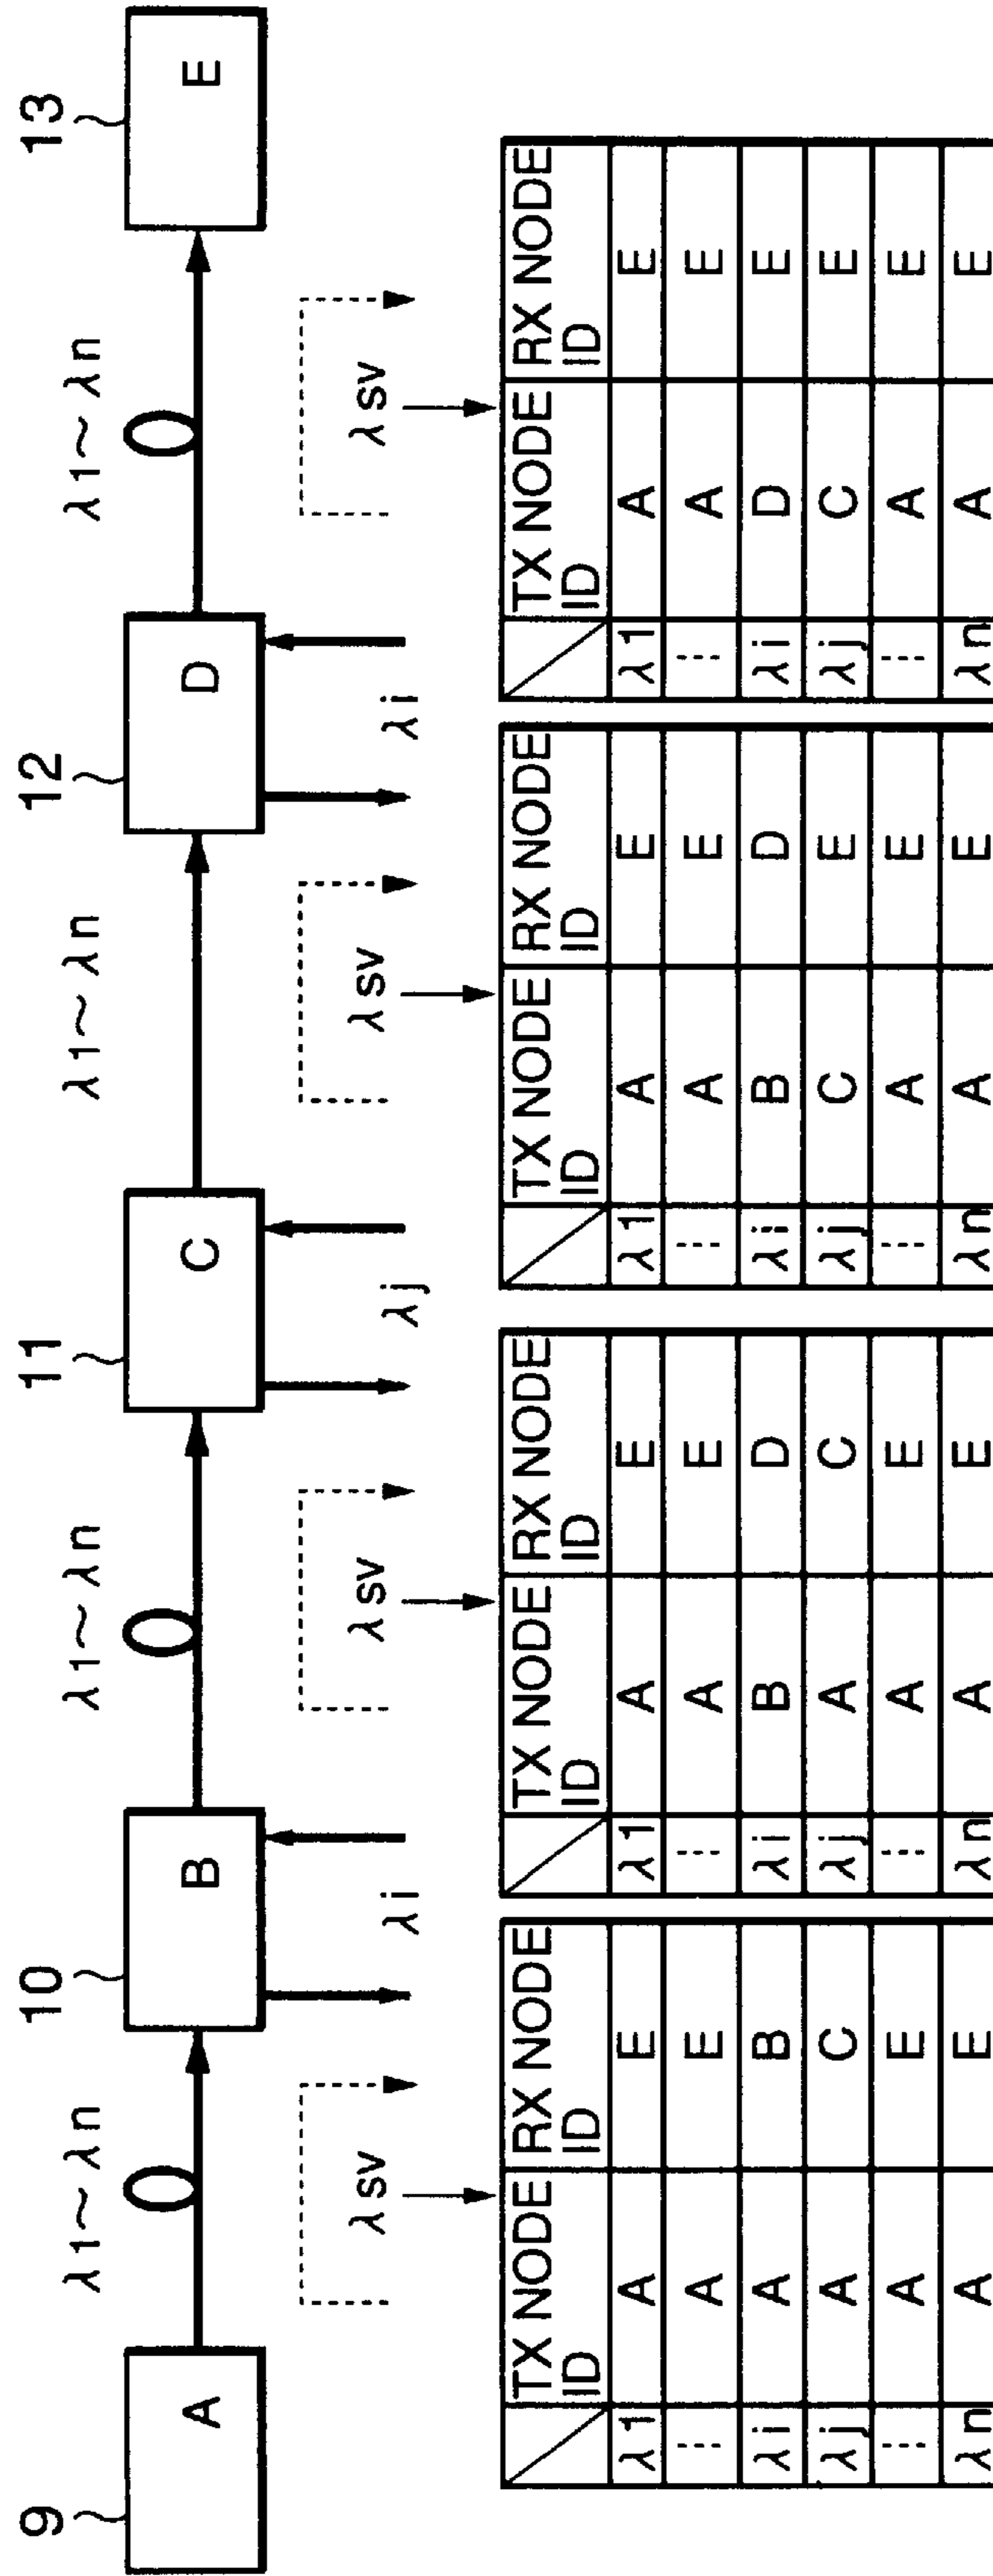 9
10
11
12
13
λ1~λn
λ1~λn
λ1~λn
λ1~λn
A
B
C
D
E
λi
λj
λi
λsv
λsv
λsv
λsv
TX NODE ID RX NODE ID
λ1 A E
⋮ A E
λi A B
λj A C
⋮ A E
λn A E
TX NODE ID RX NODE ID
λ1 A E
⋮ A E
λi B D
λj A C
⋮ A E
λn A E
TX NODE ID RX NODE ID
λ1 A E
⋮ A E
λi B D
λj C E
⋮ A E
λn A E
TX NODE ID RX NODE ID
λ1 A E
⋮ A E
λi D E
λj C E
⋮ A E
λn A E